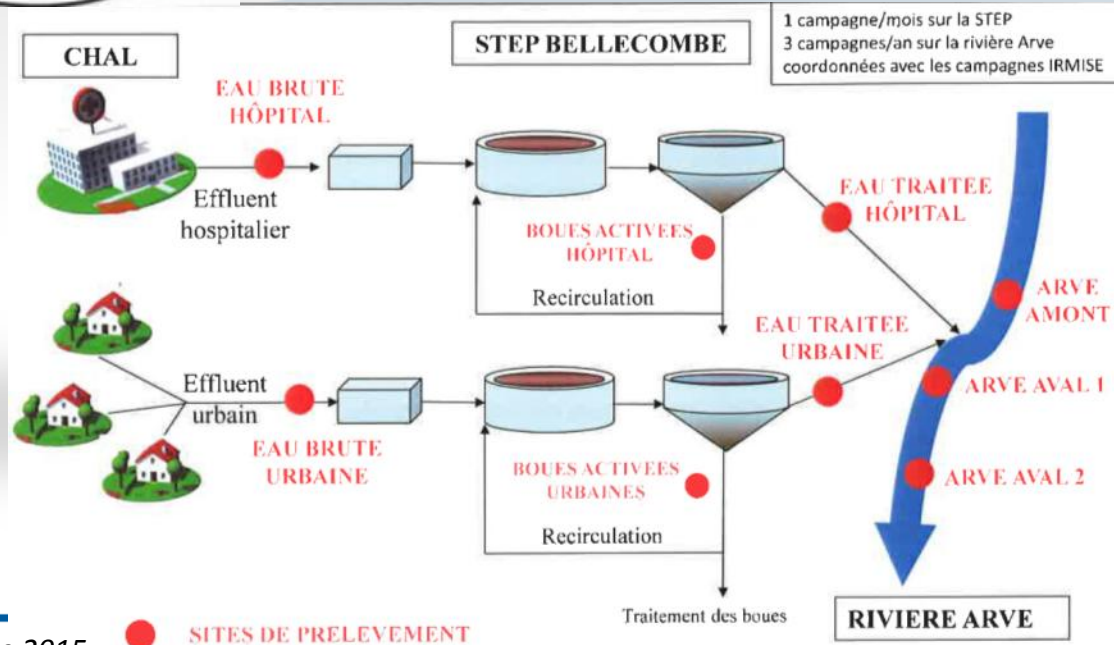 1 campagne/mois sur la STEP
3 campagnes/an sur la rivière Arve
coordonnées avec les campagnes IRMISE
CHAL
STEP BELLECOMBE
EAU BRUTE
HÔPITAL
Effluent
hospitalier
BOUES ACTIVEES
HÔPITAL
Recirculation
EAU TRAITEE
HÔPITAL
ARVE
AMONT
EAU TRAITEE
URBAINE
Effluent
urbain
EAU BRUTE
URBAINE
BOUES ACTIVEES
URBAINES
Recirculation
ARVE AVAL 1
ARVE AVAL 2
Traitement des boues
RIVIERE ARVE
2015
SITES DE PRELEVEMENT